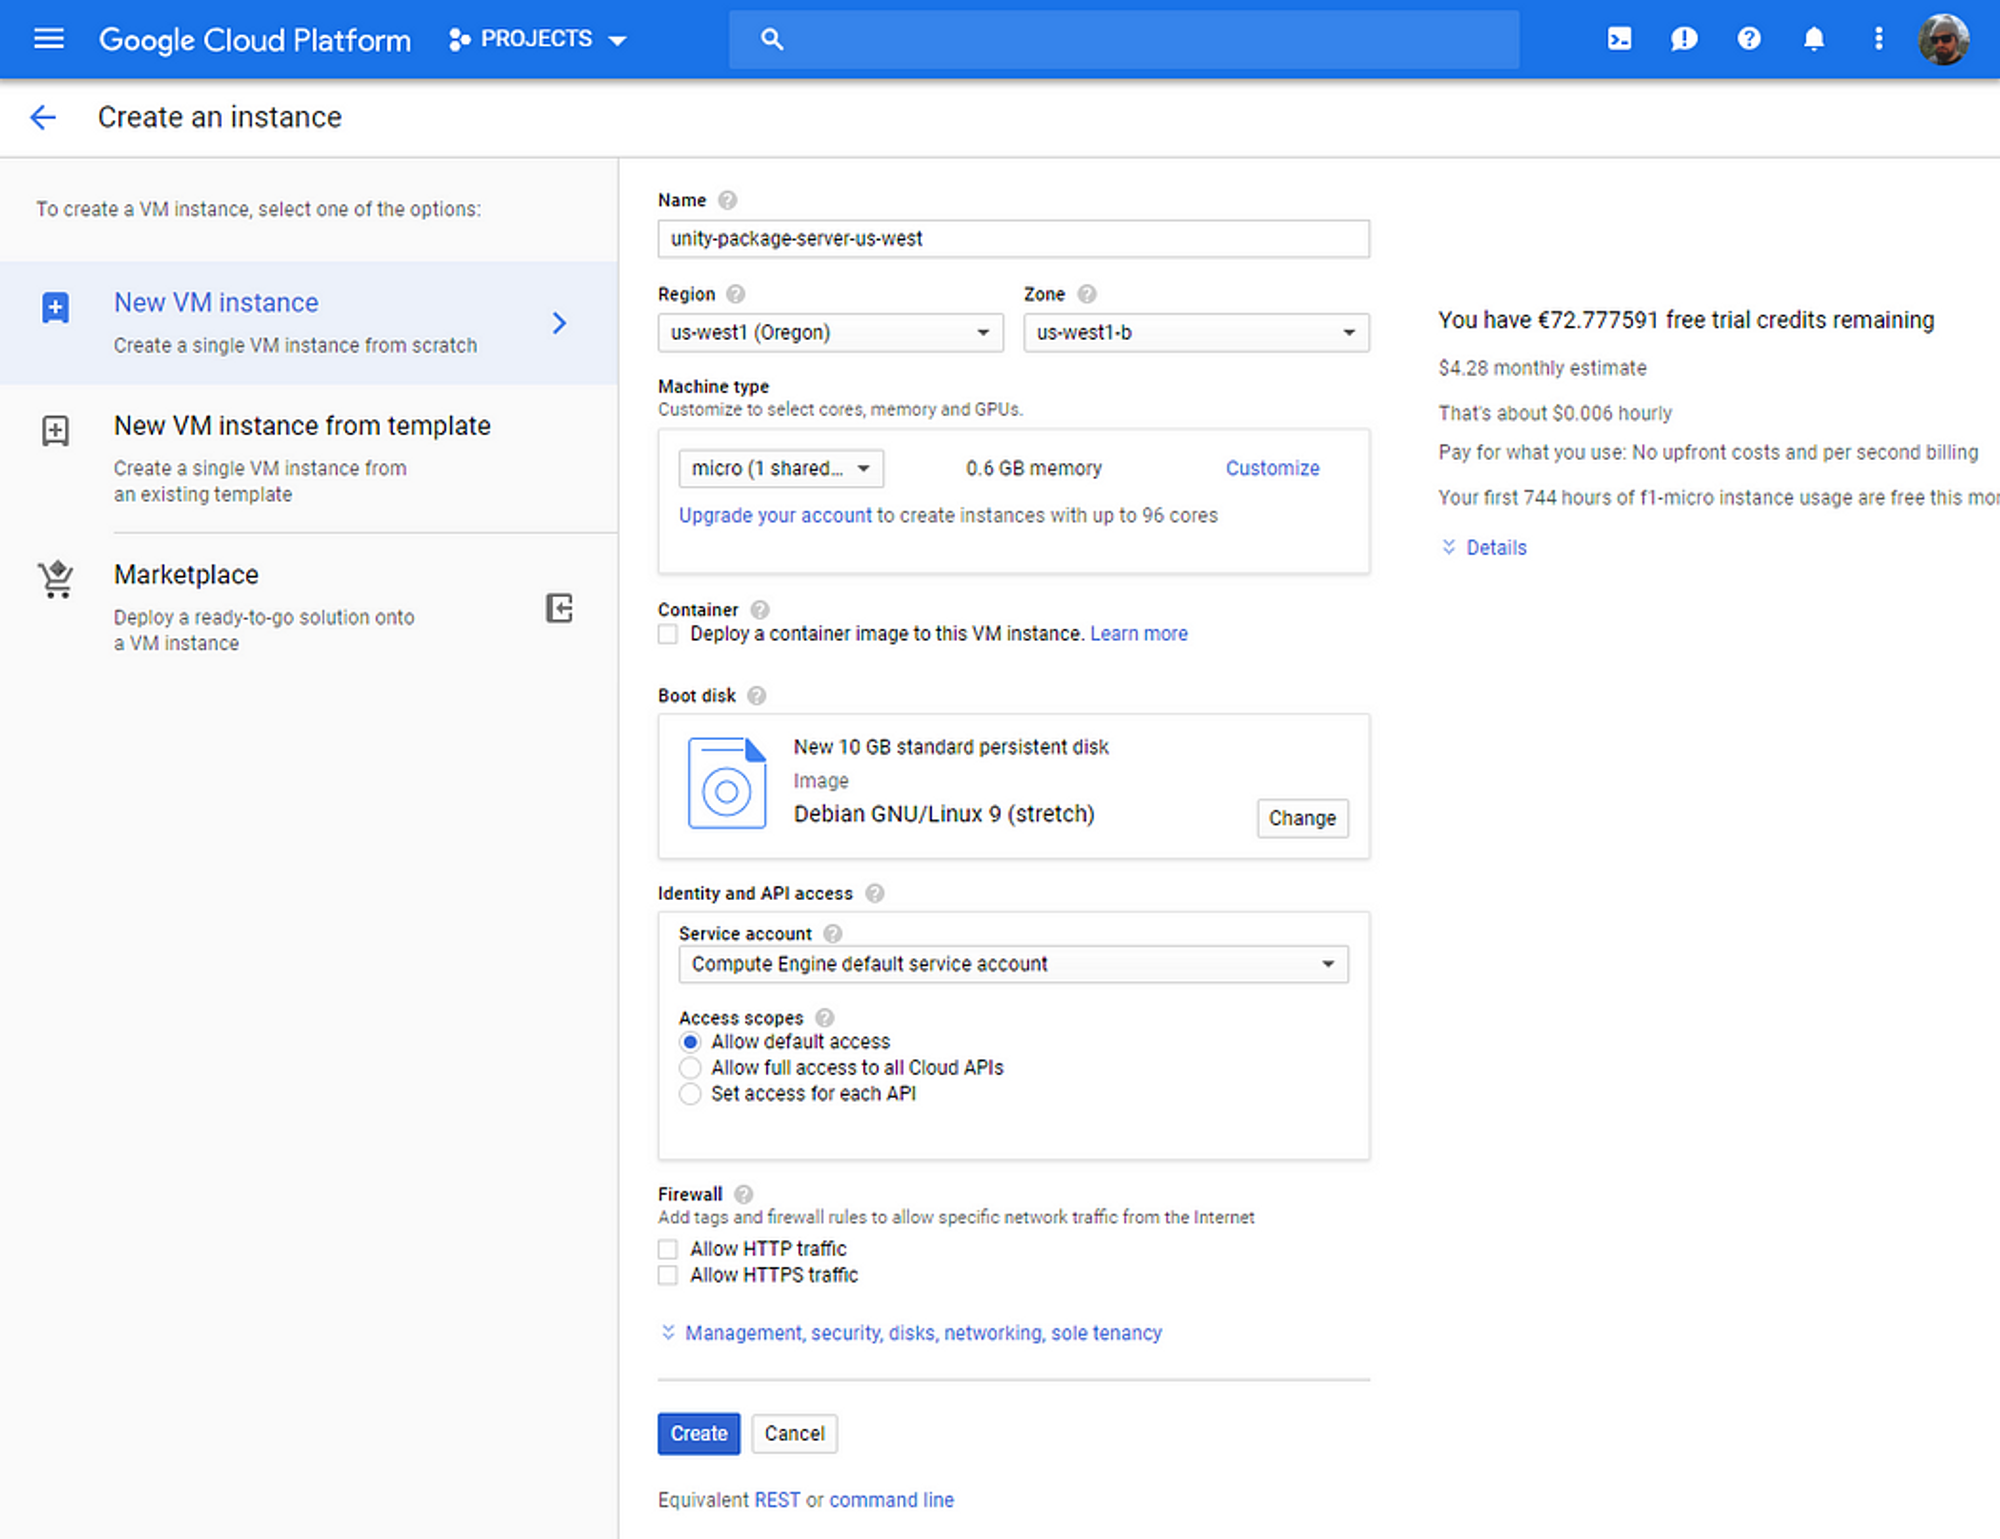 Google Cloud Platform PROJECTS
Create an instance
To create a VM instance, select one of the options:
New VM instance
Create a single VM instance from scratch
New VM instance from template
Create a single VM instance from
an existing template
Marketplace
Deploy a ready-to-go solution onto
a VM instance
Name
unity-package-server-us-west
Region
us-west1 (Oregon)
Zone
us-west1-b
Machine type
Customize to select cores, memory and GPUs.
micro (1 shared... 0.6 GB memory Customize
Upgrade your account to create instances with up to 96 cores
Container
Deploy a container image to this VM instance. Learn more
Boot disk
New 10 GB standard persistent disk
Image
Debian GNU/Linux 9 (stretch)
Change
Identity and API access
Service account
Compute Engine default service account
Access scopes
Allow default access
Allow full access to all Cloud APIs
Set access for each API
Firewall
Add tags and firewall rules to allow specific network traffic from the Internet
Allow HTTP traffic
Allow HTTPS traffic
Management, security, disks, networking, sole tenancy
Create Cancel
Equivalent REST or command line
You have €72.777591 free trial credits remaining
$4.28 monthly estimate
That's about $0.006 hourly
Pay for what you use: No upfront costs and per second billing
Your first 744 hours of f1-micro instance usage are free this mo
Details